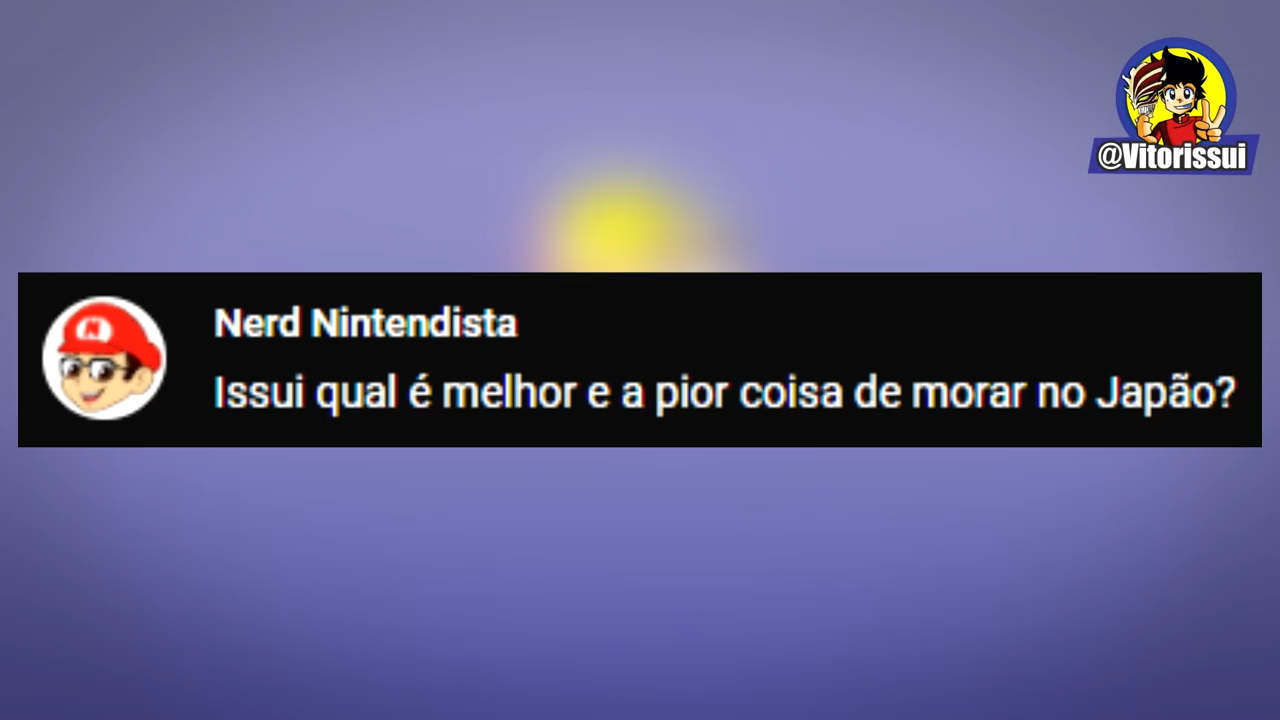 @Vitorissui
Nerd Nintendista
Issui qual é melhor e a pior coisa de morar no Japão?